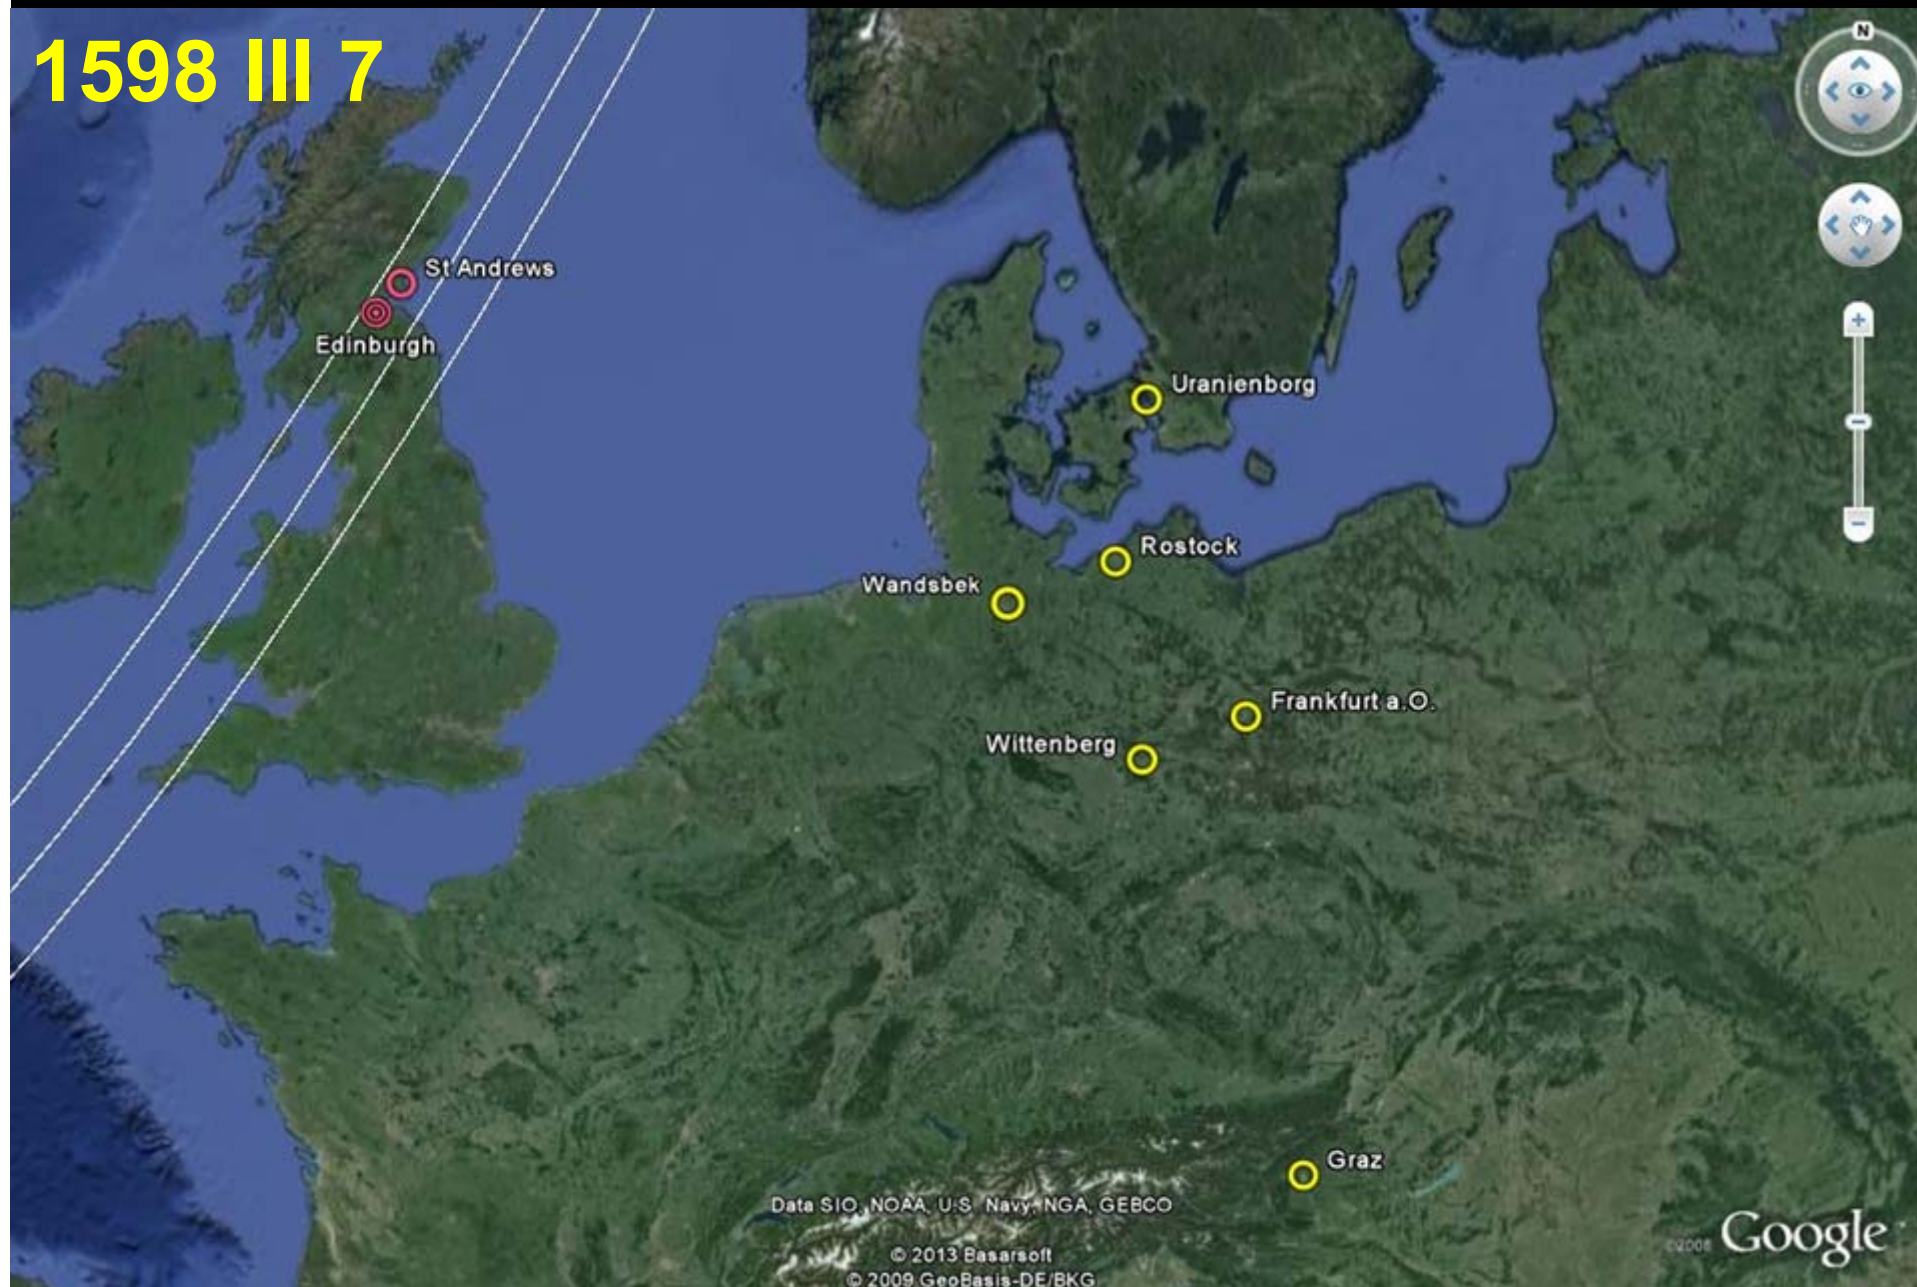 1598 III 7
N
St Andrews
Edinburgh
Uranienborg
Rostock
Wandsbek
Frankfurt a.O.
Wittenberg
Graz
Data SIO, NOAA, U.S. Navy, NGA, GEBCO
© 2013 Basarsoft
© 2009 GeoBasis-DE/BKG
Google